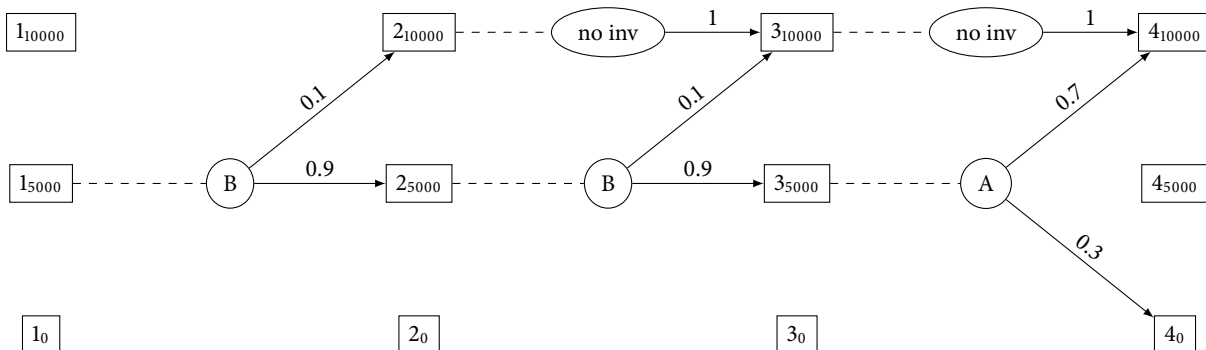 1₁₀₀₀₀ 2₁₀₀₀₀ no inv 1 3₁₀₀₀₀ no inv 1 4₁₀₀₀₀
0.1 0.1 0.7
1₅₀₀₀ B 0.9 2₅₀₀₀ B 0.9 3₅₀₀₀ A 4₅₀₀₀
0.3
1₀ 2₀ 3₀ 4₀